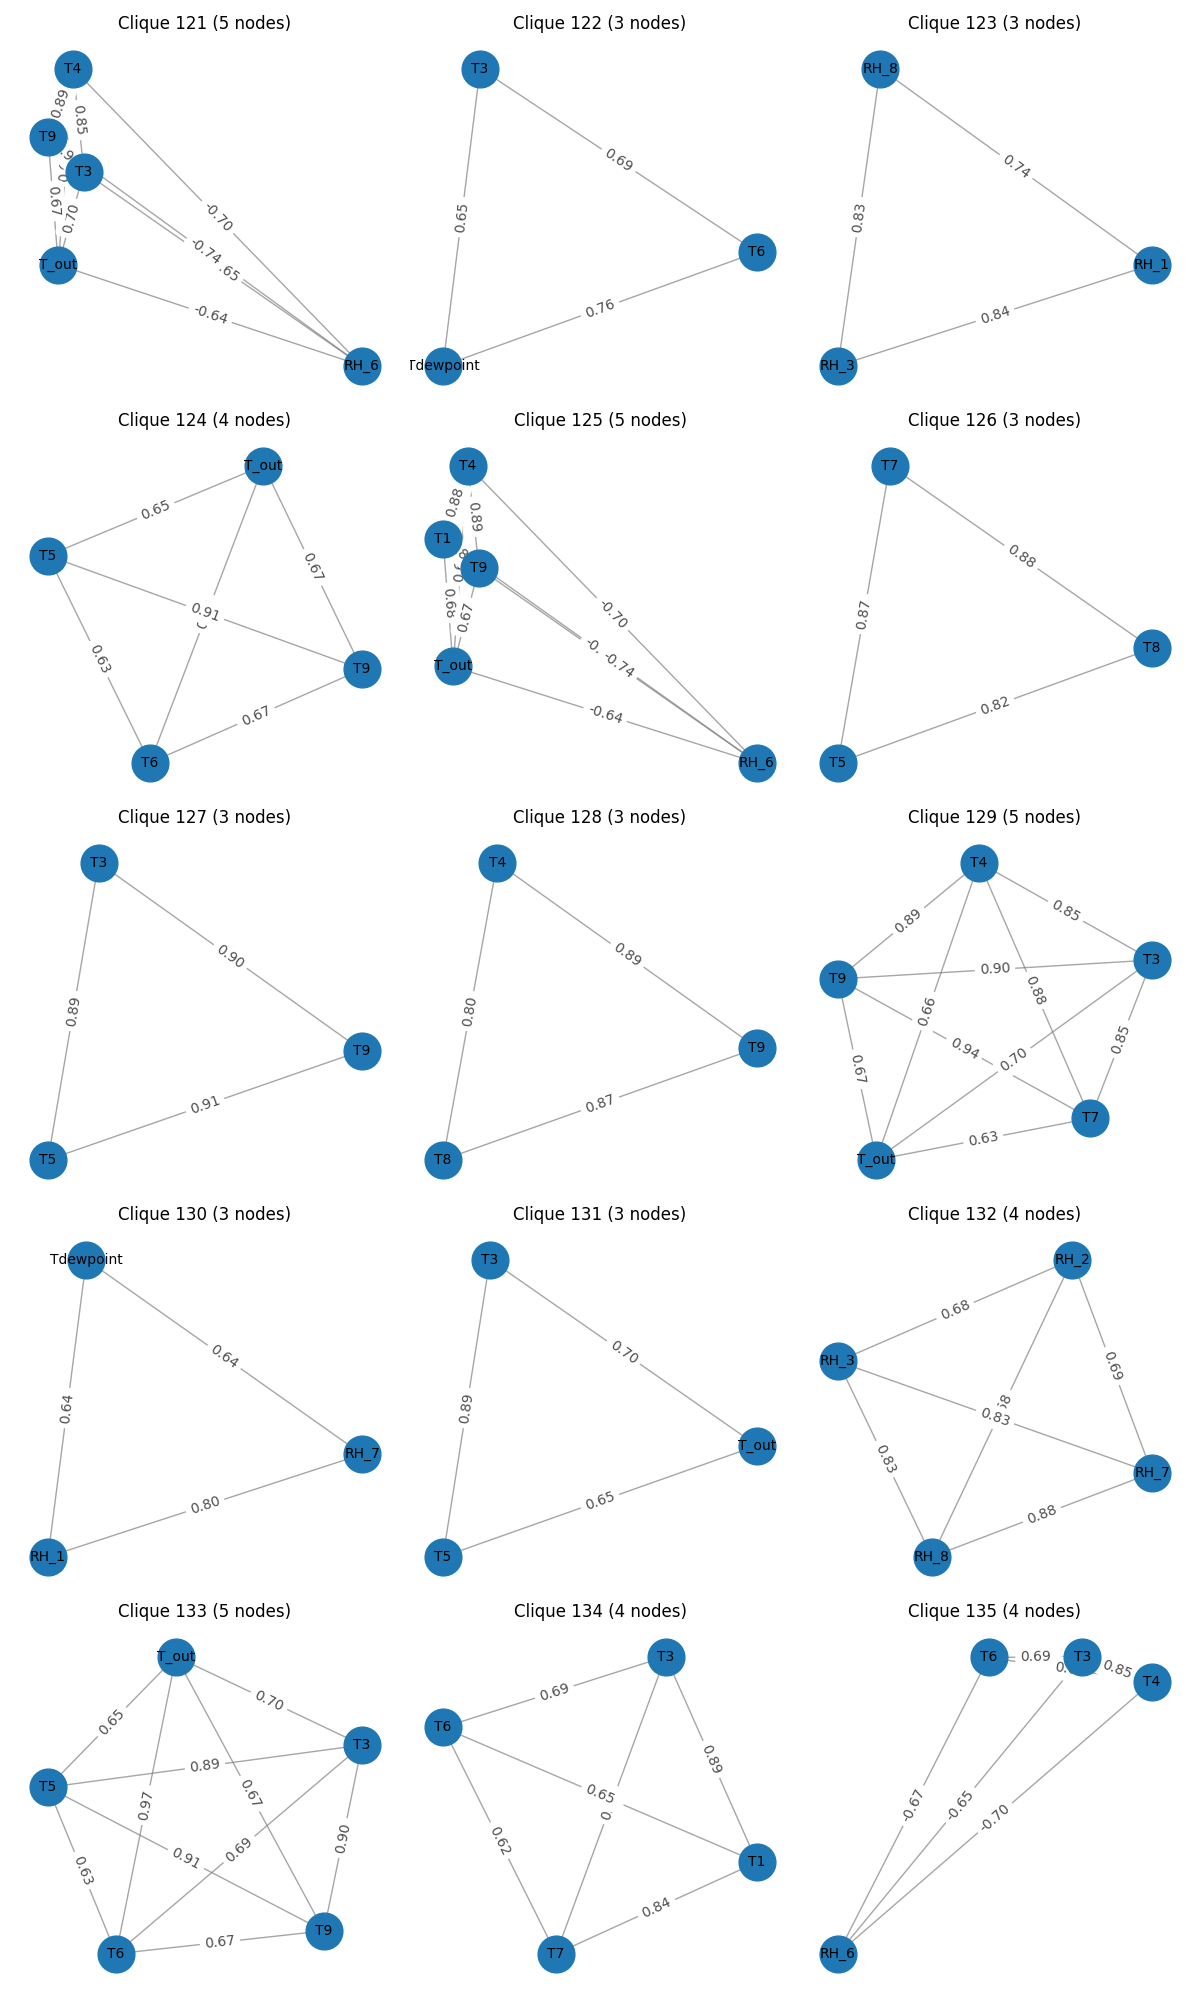 Clique 121 (5 nodes)
T4
0.89
0.85
T9
T3
0.67
0.70
-0.70
-0.74
T_out
-0.64
RH_6
Clique 122 (3 nodes)
T3
0.69
0.65
T6
0.76
Tdewpoint
Clique 123 (3 nodes)
RH_8
0.74
0.83
RH_1
0.84
RH_3
Clique 124 (4 nodes)
T_out
0.65
T5
0.67
0.91
0.63
T9
0.67
T6
Clique 125 (5 nodes)
T4
0.88
0.89
T1
T9
0.68
0.67
-0.70
-0.74
T_out
-0.64
RH_6
Clique 126 (3 nodes)
T7
0.88
0.87
T8
0.82
T5
Clique 127 (3 nodes)
T3
0.90
0.89
T9
0.91
T5
Clique 128 (3 nodes)
T4
0.89
0.80
T9
0.87
T8
Clique 129 (5 nodes)
T4
0.89
0.85
T3
0.90
T9
0.88
0.66
0.85
0.94
0.70
0.67
T7
0.63
T_out
Clique 130 (3 nodes)
Tdewpoint
0.64
0.64
RH_7
0.80
RH_1
Clique 131 (3 nodes)
T3
0.70
0.89
T_out
0.65
T5
Clique 132 (4 nodes)
RH_2
0.68
RH_3
0.69
0.83
0.83
RH_7
0.88
RH_8
Clique 133 (5 nodes)
T_out
0.70
0.65
T3
0.89
T5
0.67
0.97
0.90
0.69
0.91
0.63
T9
0.67
T6
Clique 134 (4 nodes)
T3
0.69
T6
0.89
0.65
0.62
T1
0.84
T7
Clique 135 (4 nodes)
T6
0.69
T3
0.85
T4
-0.67
-0.65
-0.70
RH_6